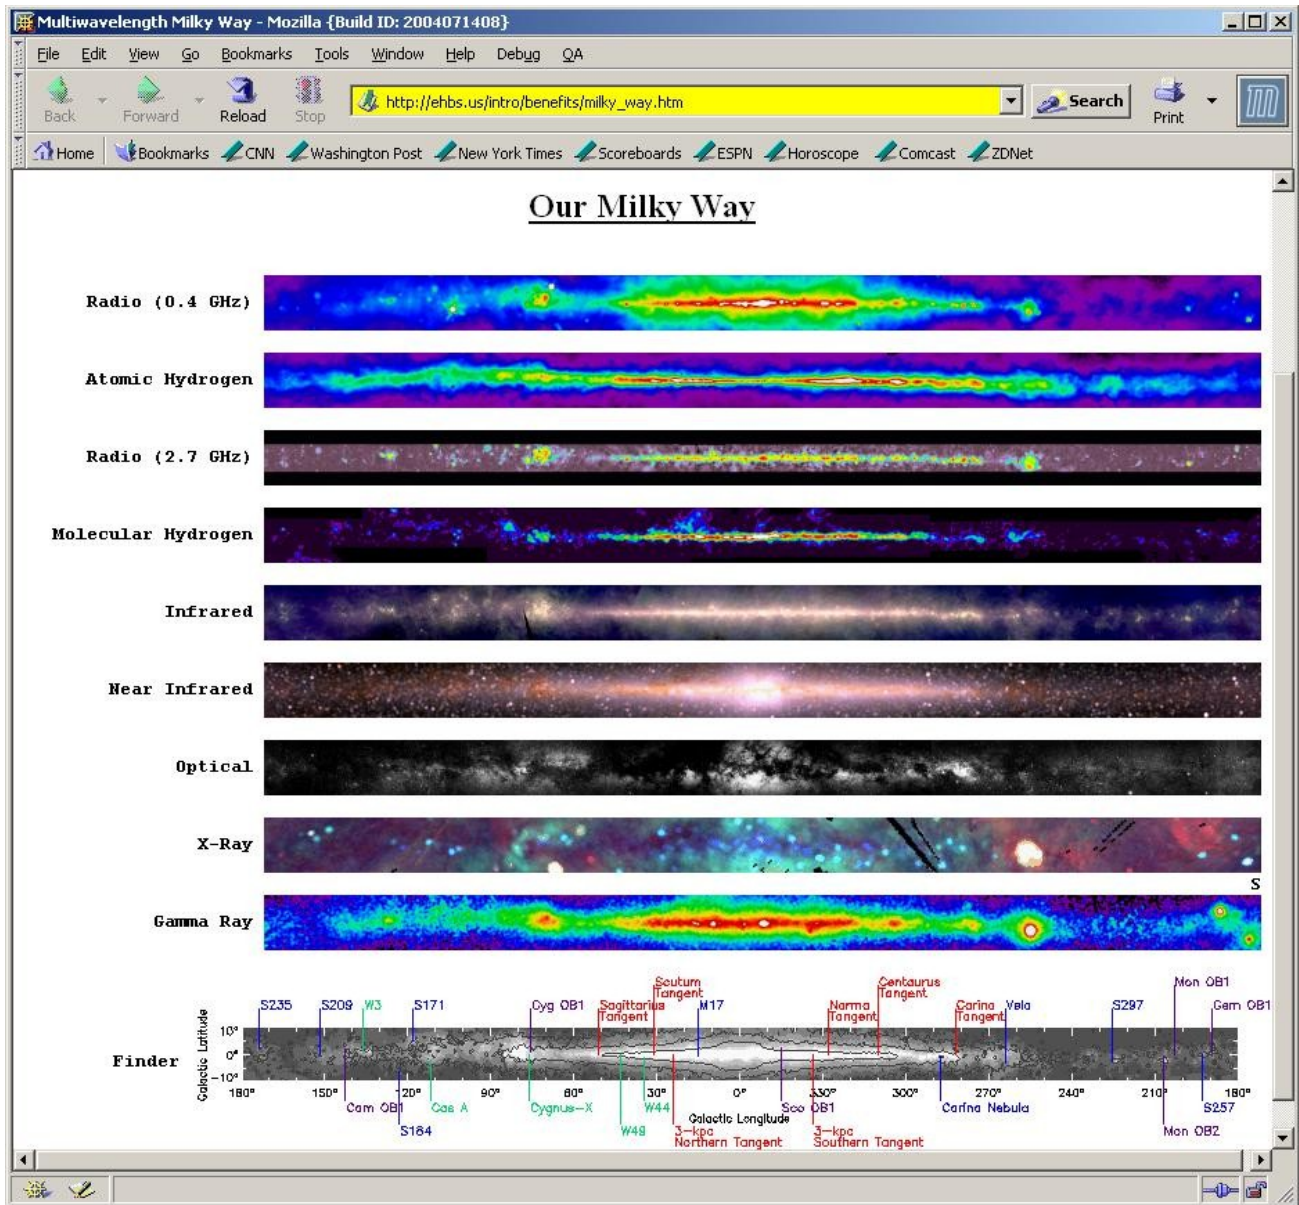 Multiwavelength Milky Way - Mozilla {Build ID: 2004071408}
File Edit View Go Bookmarks Tools Window Help Debug QA
Back Forward Reload Stop http://ehbs.us/intro/benefits/milky_way.htm Search Print
Home Bookmarks CNN Washington Post New York Times Scoreboards ESPN Horoscope Comcast ZDNet
Our Milky Way
Radio (0.4 GHz)
Atomic Hydrogen
Radio (2.7 GHz)
Molecular Hydrogen
Infrared
Near Infrared
Optical
X-Ray
S
Gamma Ray
Scutum Tangent
Centaurus Tangent
Mon OB1
S235 S209 W3 S171 Cyg OB1 Sagittarius Tangent M17 Norma Tangent Carina Tangent Vela S297 Gem OB1
Galactic Latitude
10°
Finder 0°
-10°
180° 150° 120° 90° 60° 30° 0° 330° 300° 270° 240° 210° 180°
Cam OB1 Cas A Cygnus-X W44 Sco OB1 Carina Nebula S257
Galactic Longitude
S184 W49 3-kpc Northern Tangent 3-kpc Southern Tangent Mon OB2